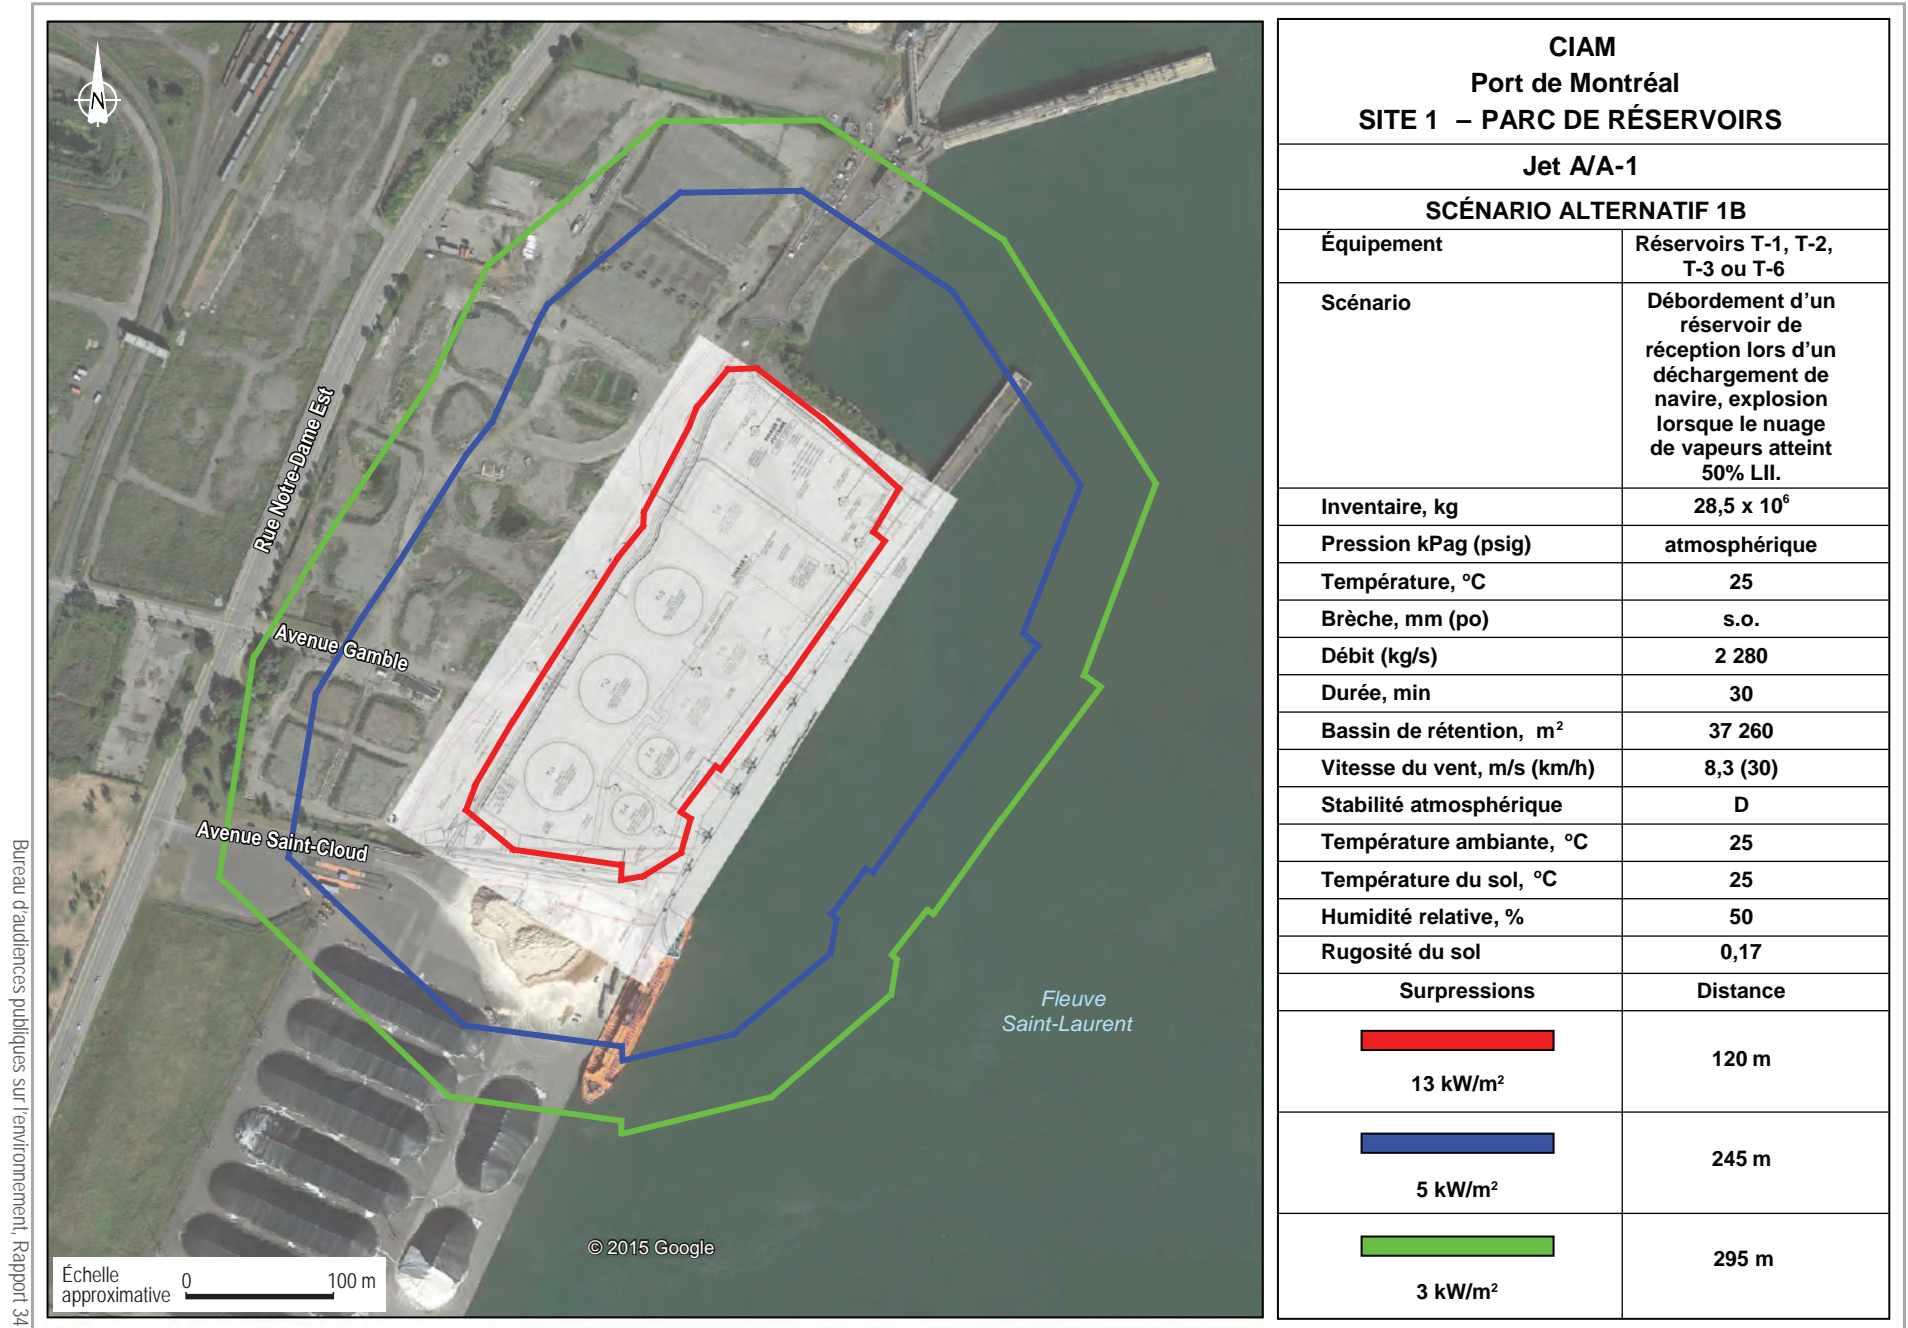 CIAM
Port de Montréal
SITE 1 – PARC DE RÉSERVOIRS
Jet A/A-1
SCÉNARIO ALTERNATIF 1B
Équipement
Réservoirs T-1, T-2,
T-3 ou T-6
Scénario
Débordement d'un
réservoir de
réception lors d'un
déchargement de
navire, explosion
lorsque le nuage
de vapeurs atteint
50% LII.
Inventaire, kg
28,5 x 10⁶
Pression kPag (psig)
atmosphérique
Température, °C
25
Brèche, mm (po)
s.o.
Débit (kg/s)
2 280
Durée, min
30
Bassin de rétention, m²
37 260
Vitesse du vent, m/s (km/h)
8,3 (30)
Stabilité atmosphérique
D
Température ambiante, °C
25
Température du sol, °C
25
Humidité relative, %
50
Rugosité du sol
0,17
Surpressions
Distance
13 kW/m²
120 m
5 kW/m²
245 m
3 kW/m²
295 m
N
Rue Notre-Dame Est
Avenue Gamble
Avenue Saint-Cloud
Fleuve
Saint-Laurent
© 2015 Google
Échelle
approximative
0
100 m
Bureau d'audiences publiques sur l'environnement, Rapport 34